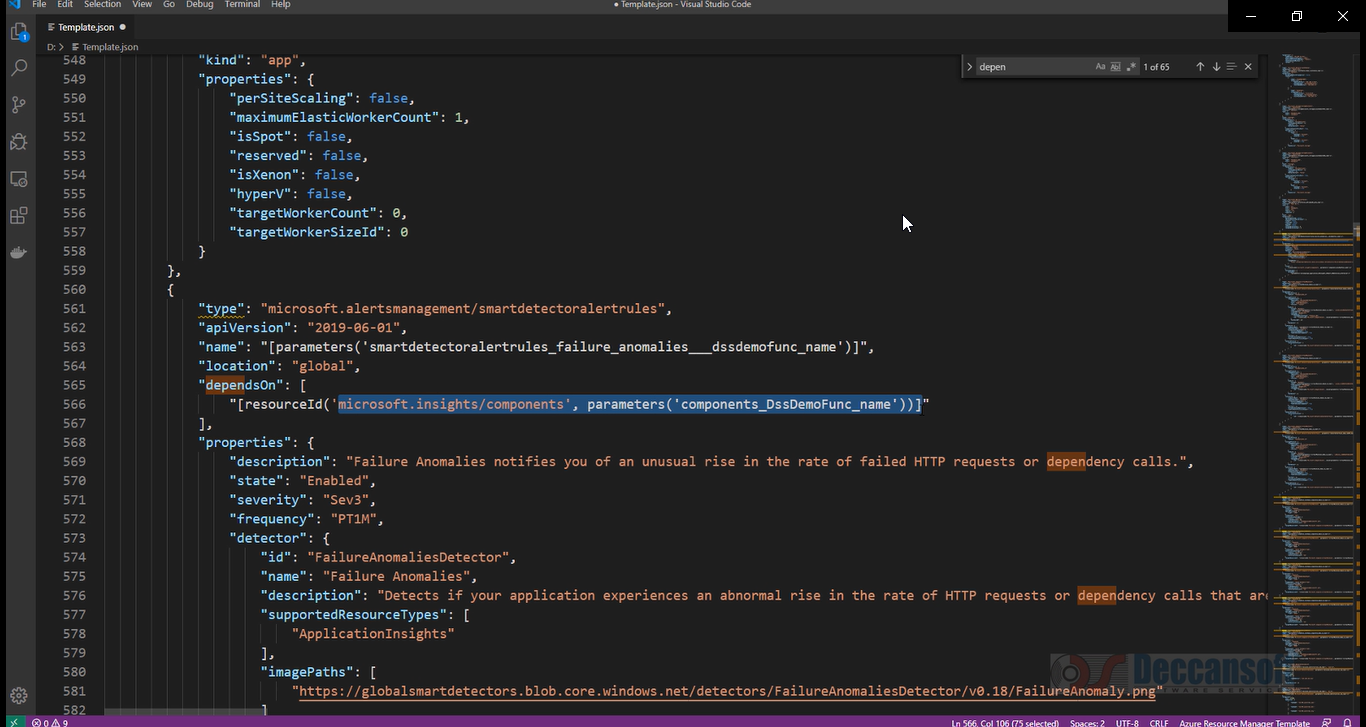 File Edit Selection View Go Debug Terminal Help
● Template.json - Visual Studio Code
Template.json ●
D: > Template.json
depen
Aa Ab .* 1 of 65
548 "kind": "app",
549 "properties": {
550 "perSiteScaling": false,
551 "maximumElasticWorkerCount": 1,
552 "isSpot": false,
553 "reserved": false,
554 "isXenon": false,
555 "hyperV": false,
556 "targetWorkerCount": 0,
557 "targetWorkerSizeId": 0
558 }
559 },
560 {
561 "type": "microsoft.alertsmanagement/smartdetectoralertrules",
562 "apiVersion": "2019-06-01",
563 "name": "[parameters('smartdetectoralertrules_failure_anomalies___dssdemofunc_name')]",
564 "location": "global",
565 "dependsOn": [
566 "[resourceId('microsoft.insights/components', parameters('components_DssDemoFunc_name'))]"
567 ],
568 "properties": {
569 "description": "Failure Anomalies notifies you of an unusual rise in the rate of failed HTTP requests or dependency calls.",
570 "state": "Enabled",
571 "severity": "Sev3",
572 "frequency": "PT1M",
573 "detector": {
574 "id": "FailureAnomaliesDetector",
575 "name": "Failure Anomalies",
576 "description": "Detects if your application experiences an abnormal rise in the rate of HTTP requests or dependency calls that are
577 "supportedResourceTypes": [
578 "ApplicationInsights"
579 ],
580 "imagePaths": [
581 "https://globalsmartdetectors.blob.core.windows.net/detectors/FailureAnomaliesDetector/v0.18/FailureAnomaly.png"
582 ]
Deccansof
1
0 9
Ln 566, Col 106 (75 selected) Spaces: 2 UTF-8 CRLF Azure Resource Manager Template